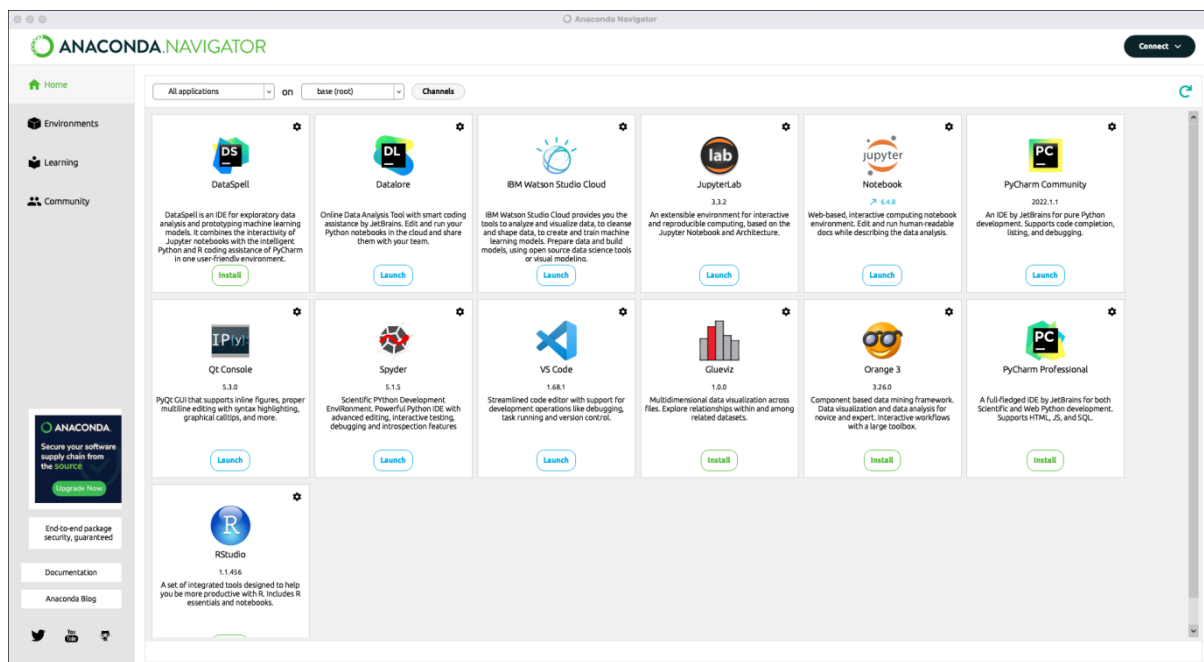 Anaconda Navigator
ANACONDA.NAVIGATOR
Connect
Home
Environments
Learning
Community
All applications
on
base (root)
Channels
DS
DataSpell
DataSpell is an IDE for exploratory data
analysis and prototyping machine learning
models. It combines the interactivity of
Jupyter notebooks with the intelligent
Python and R coding assistance of PyCharm
in one user-friendly environment.
Install
DL
Datalore
Online Data Analysis Tool with smart coding
assistance by JetBrains. Edit and run your
Python notebooks in the cloud and share
them with your team.
Launch
IBM Watson Studio Cloud
IBM Watson Studio Cloud provides you the
tools to analyze and visualize data, to cleanse
and shape data, to create and train machine
learning models. Prepare data and build
models, using open source data science tools
or visual modeling.
Launch
lab
JupyterLab
3.3.2
An extensible environment for interactive
and reproducible computing, based on the
Jupyter Notebook and Architecture.
Launch
jupyter
Notebook
6.4.8
Web-based, interactive computing notebook
environment. Edit and run human-readable
docs while describing the data analysis.
Launch
PC
PyCharm Community
2022.1.1
An IDE by JetBrains for pure Python
development. Supports code completion,
listing, and debugging.
Launch
IP[y]:
Qt Console
5.3.0
PyQt GUI that supports inline figures, proper
multiline editing with syntax highlighting,
graphical calltips, and more.
Launch
Spyder
5.1.5
Scientific PYthon Development
EnviRonment. Powerful Python IDE with
advanced editing, interactive testing,
debugging and introspection features
Launch
VS Code
1.68.1
Streamlined code editor with support for
development operations like debugging,
task running and version control.
Launch
Glueviz
1.0.0
Multidimensional data visualization across
files. Explore relationships within and among
related datasets.
Install
Orange 3
3.26.0
Component based data mining framework.
Data visualization and data analysis for
novice and expert. Interactive workflows
with a large toolbox.
Install
PC
PyCharm Professional
A full-fledged IDE by JetBrains for both
Scientific and Web Python development.
Supports HTML, JS, and SQL.
Install
R
RStudio
1.1.456
A set of integrated tools designed to help
you be more productive with R. Includes R
essentials and notebooks.
ANACONDA.
Secure your software
supply chain from
the source
Upgrade Now
End-to-end package
security, guaranteed
Documentation
Anaconda Blog
You
Tube